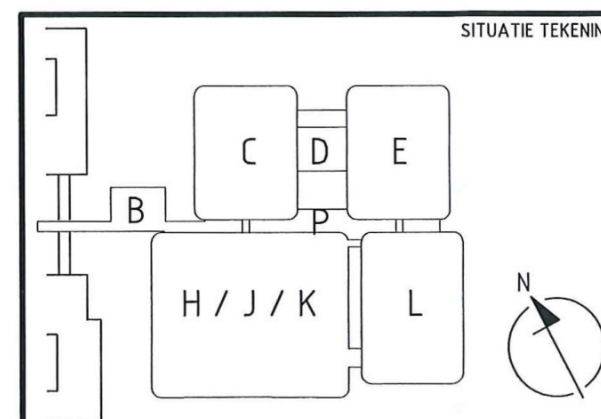 SITUATIE TEKENIN
C D E
B
P
H / J / K L
N